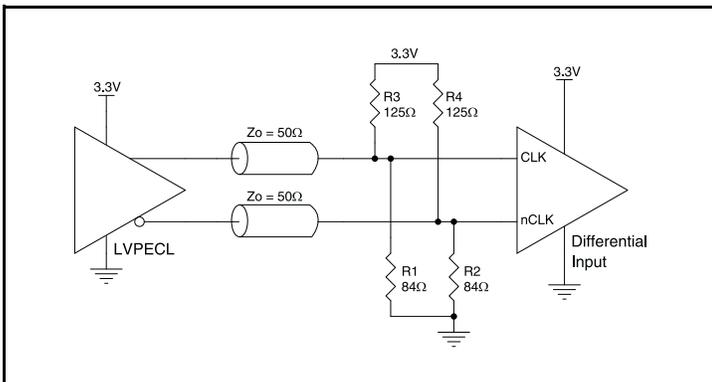 3.3V
3.3V
3.3V
R3
125Ω
R4
125Ω
Zo = 50Ω
CLK
Zo = 50Ω
nCLK
LVPECL
Differential
Input
R1
84Ω
R2
84Ω